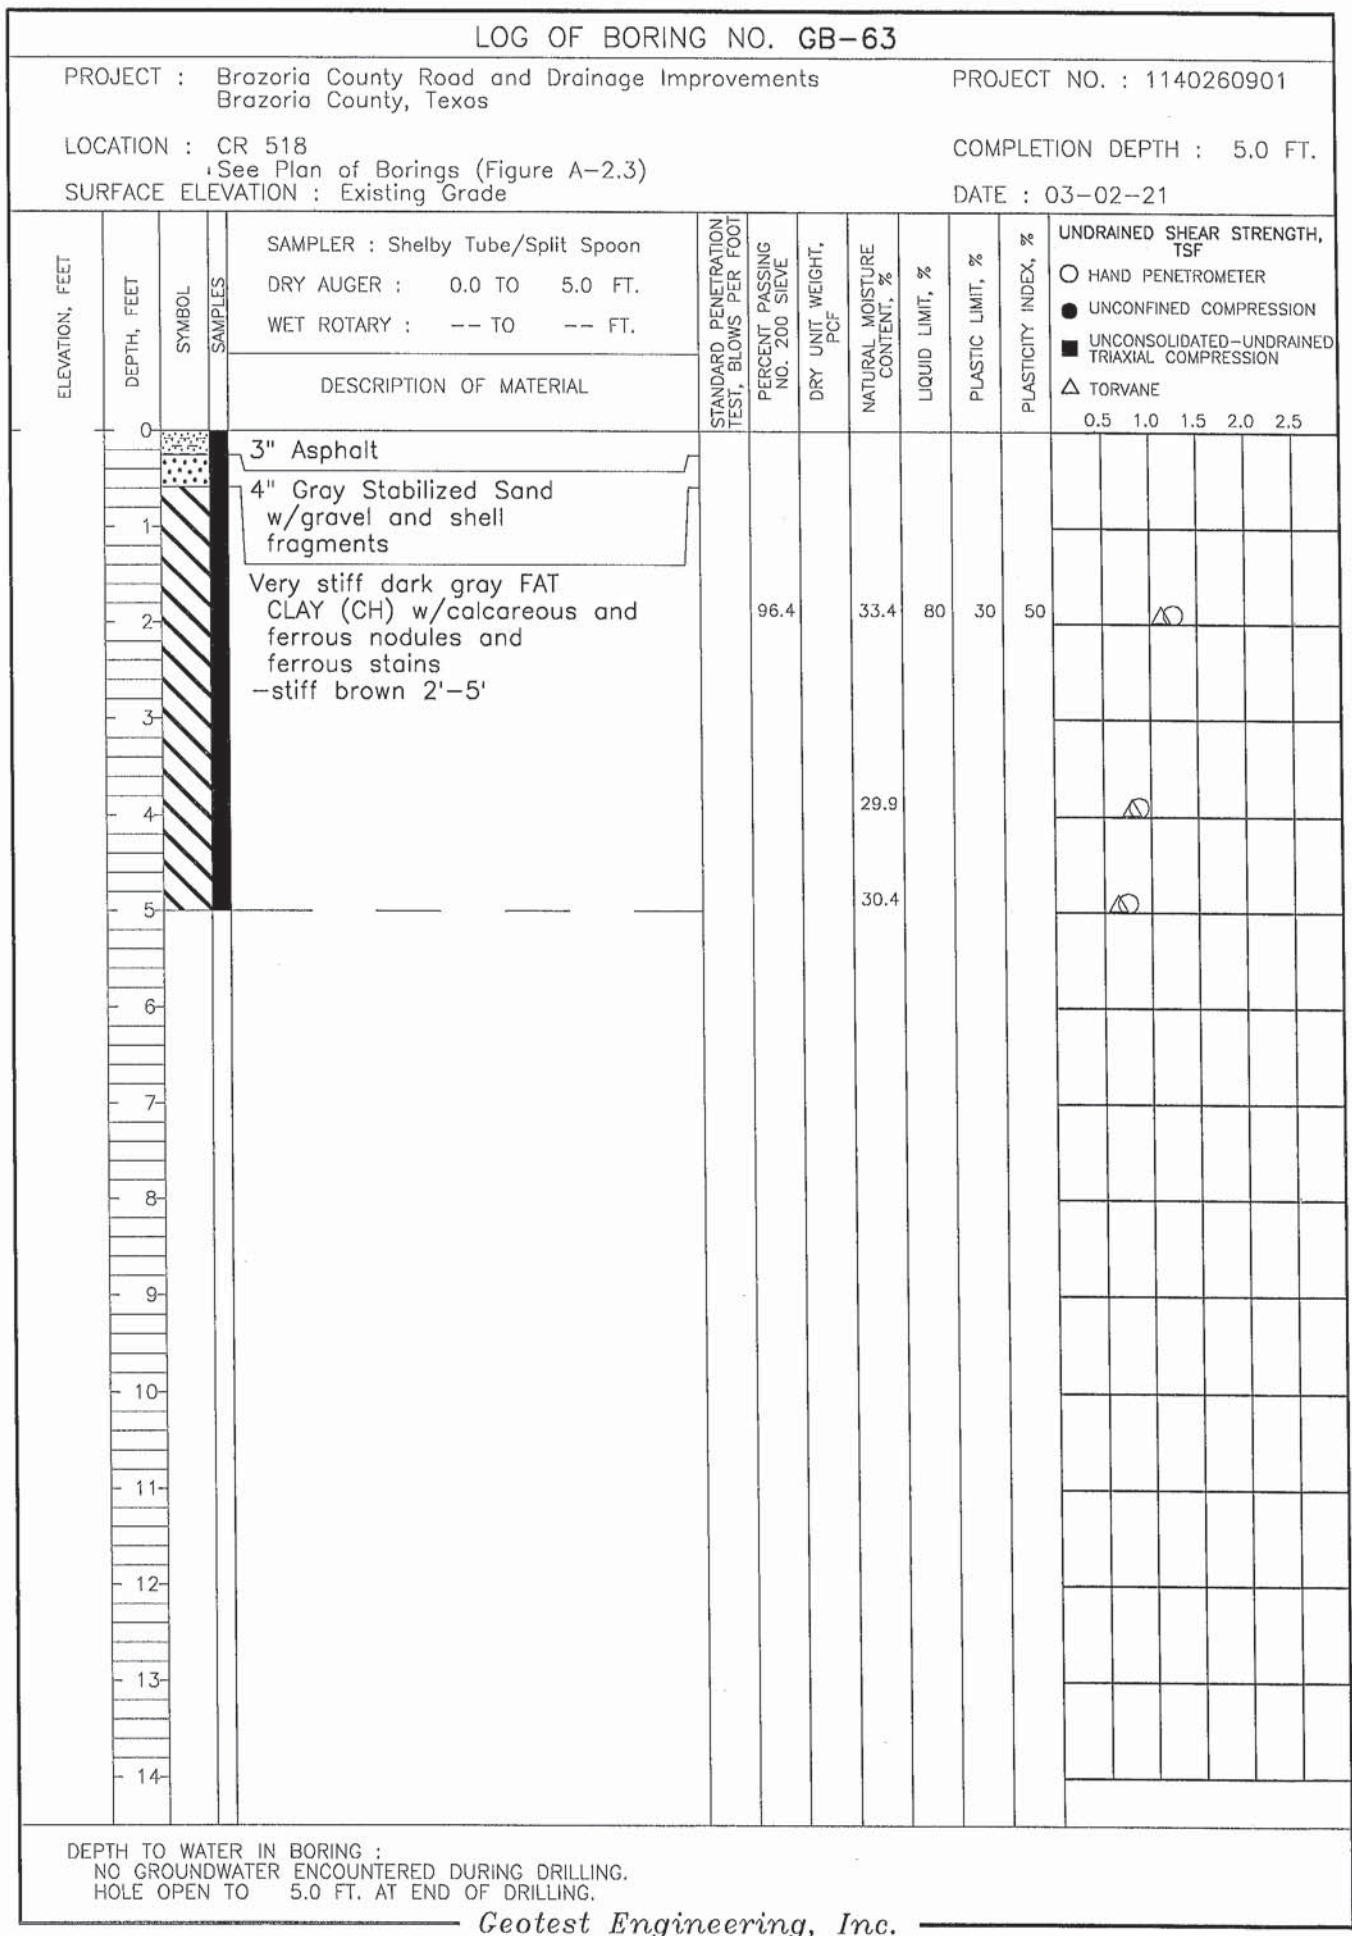 LOG OF BORING NO. GB-63
PROJECT : Brazoria County Road and Drainage Improvements
Brazoria County, Texas
PROJECT NO. : 1140260901
LOCATION : CR 518
See Plan of Borings (Figure A-2.3)
COMPLETION DEPTH : 5.0 FT.
SURFACE ELEVATION : Existing Grade
DATE : 03-02-21
ELEVATION, FEET
DEPTH, FEET
SYMBOL
SAMPLES
SAMPLER : Shelby Tube/Split Spoon
DRY AUGER : 0.0 TO 5.0 FT.
WET ROTARY : -- TO -- FT.
DESCRIPTION OF MATERIAL
STANDARD PENETRATION
TEST, BLOWS PER FOOT
PERCENT PASSING
NO. 200 SIEVE
DRY UNIT WEIGHT,
PCF
NATURAL MOISTURE
CONTENT, %
LIQUID LIMIT, %
PLASTIC LIMIT, %
PLASTICITY INDEX, %
UNDRAINED SHEAR STRENGTH,
TSF
HAND PENETROMETER
UNCONFINED COMPRESSION
UNCONSOLIDATED-UNDRAINED
TRIAXIAL COMPRESSION
TORVANE
0.5 1.0 1.5 2.0 2.5
0
3" Asphalt
4" Gray Stabilized Sand
w/gravel and shell
1
fragments
Very stiff dark gray FAT
CLAY (CH) w/calcareous and
2
96.4 33.4 80 30 50
ferrous nodules and
ferrous stains
-stiff brown 2'-5'
3
4
29.9
5
30.4
6
7
8
9
10
11
12
13
14
DEPTH TO WATER IN BORING :
NO GROUNDWATER ENCOUNTERED DURING DRILLING.
HOLE OPEN TO 5.0 FT. AT END OF DRILLING.
Geotest Engineering, Inc.